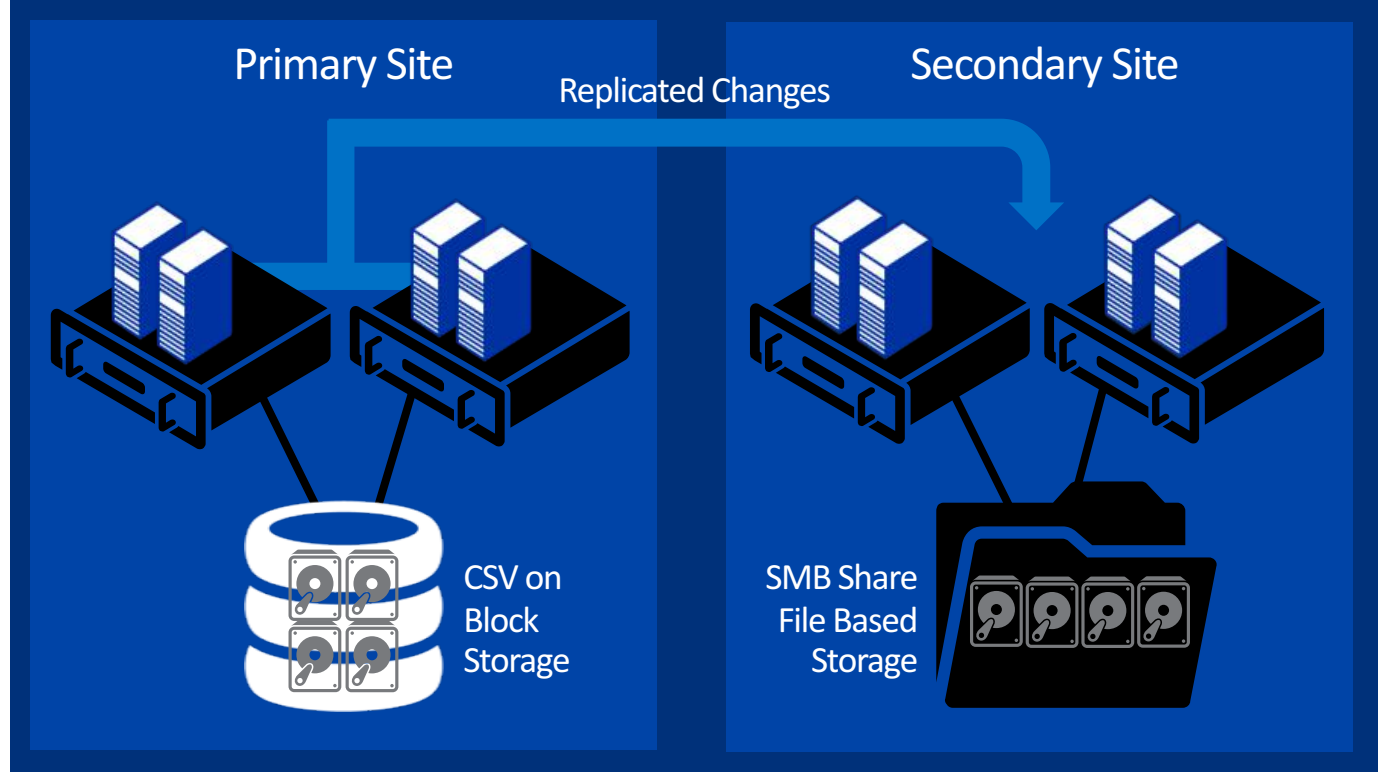 Primary Site
Secondary Site
Replicated Changes
CSV on
Block
Storage
SMB Share
File Based
Storage